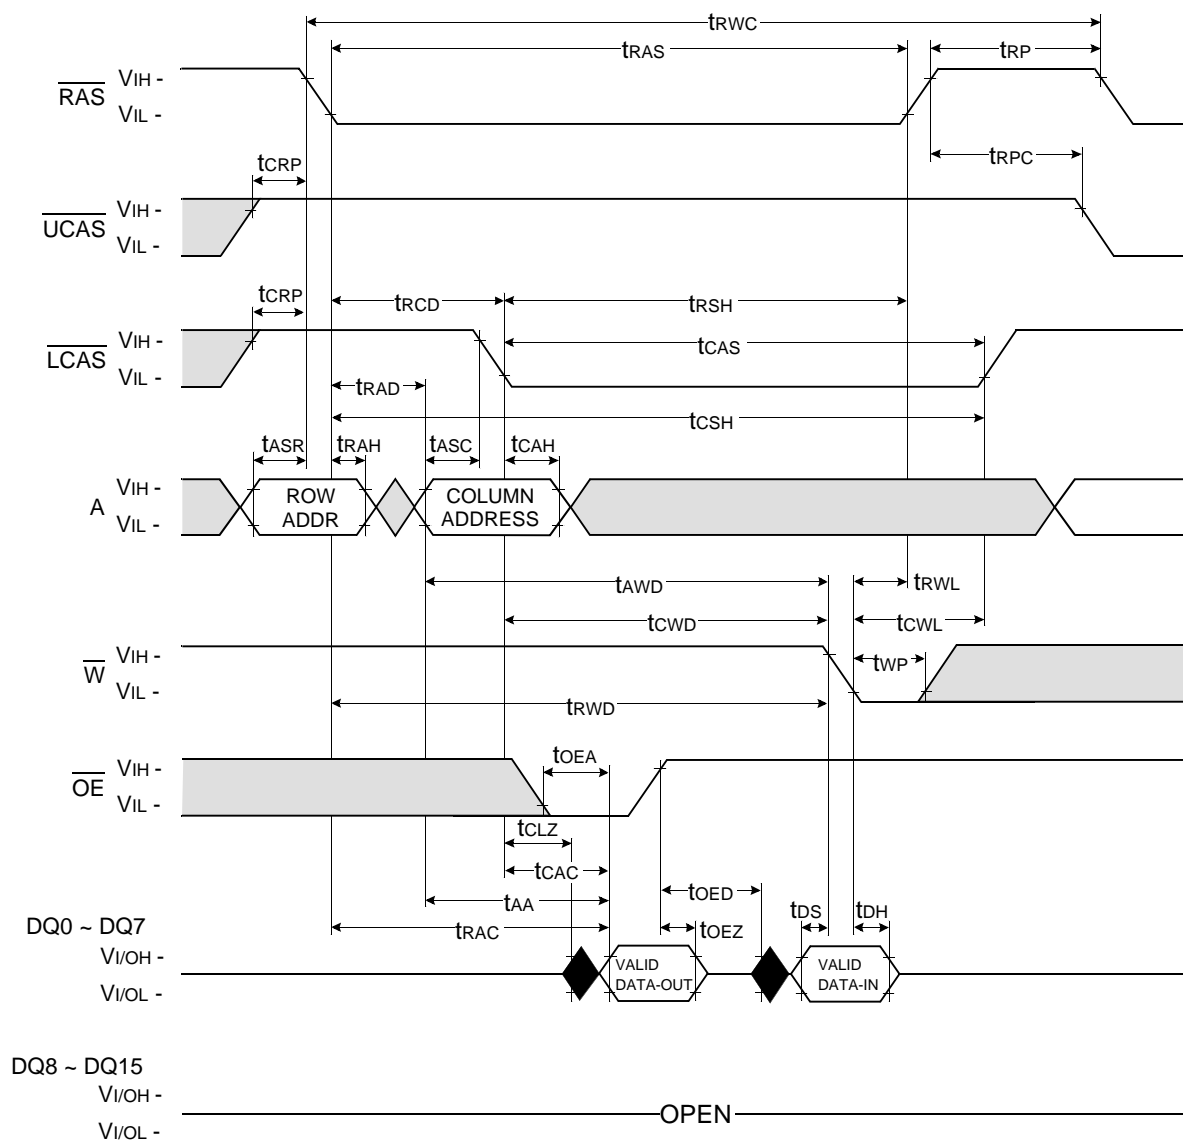 tRWC
tRAS
tRP
RAS
VIH -
VIL -
tCRP
tRPC
UCAS
VIH -
VIL -
tCRP
tRCD
tRSH
LCAS
VIH -
VIL -
tCAS
tRAD
tCSH
tASR
tRAH
tASC
tCAH
A
VIH -
VIL -
ROW
ADDR
COLUMN
ADDRESS
tAWD
tRWL
tCWD
tCWL
W
VIH -
VIL -
tWP
tRWD
OE
VIH -
VIL -
tOEA
tCLZ
tCAC
tOED
tAA
tDS
tDH
tRAC
tOEZ
DQ0 ~ DQ7
VI/OH -
VI/OL -
VALID
DATA-OUT
VALID
DATA-IN
DQ8 ~ DQ15
VI/OH -
VI/OL -
OPEN